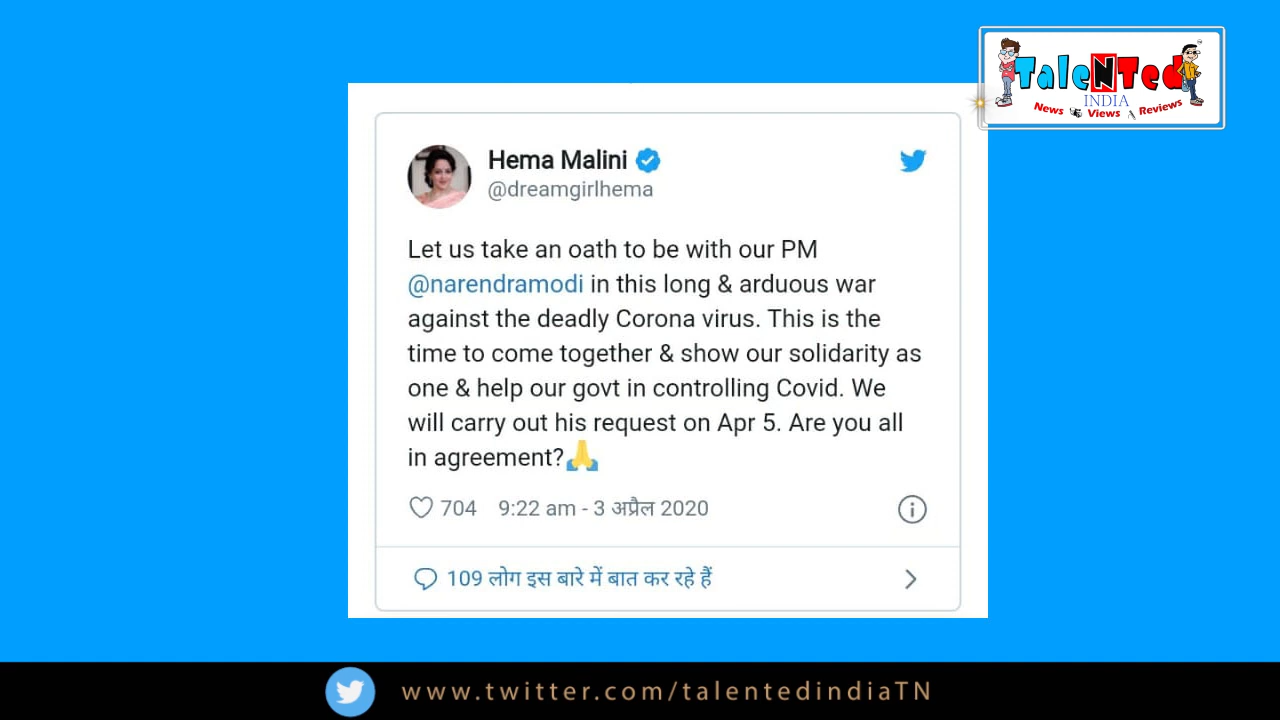 TaleNTed
INDIA
News Views Reviews
Hema Malini
@dreamgirlhema
Let us take an oath to be with our PM
@narendramodi in this long & arduous war
against the deadly Corona virus. This is the
time to come together & show our solidarity as
one & help our govt in controlling Covid. We
will carry out his request on Apr 5. Are you all
in agreement?🙏
704 9:22 am - 3 अप्रैल 2020
109 लोग इस बारे में बात कर रहे हैं
www.twitter.com/talentedindiaTN